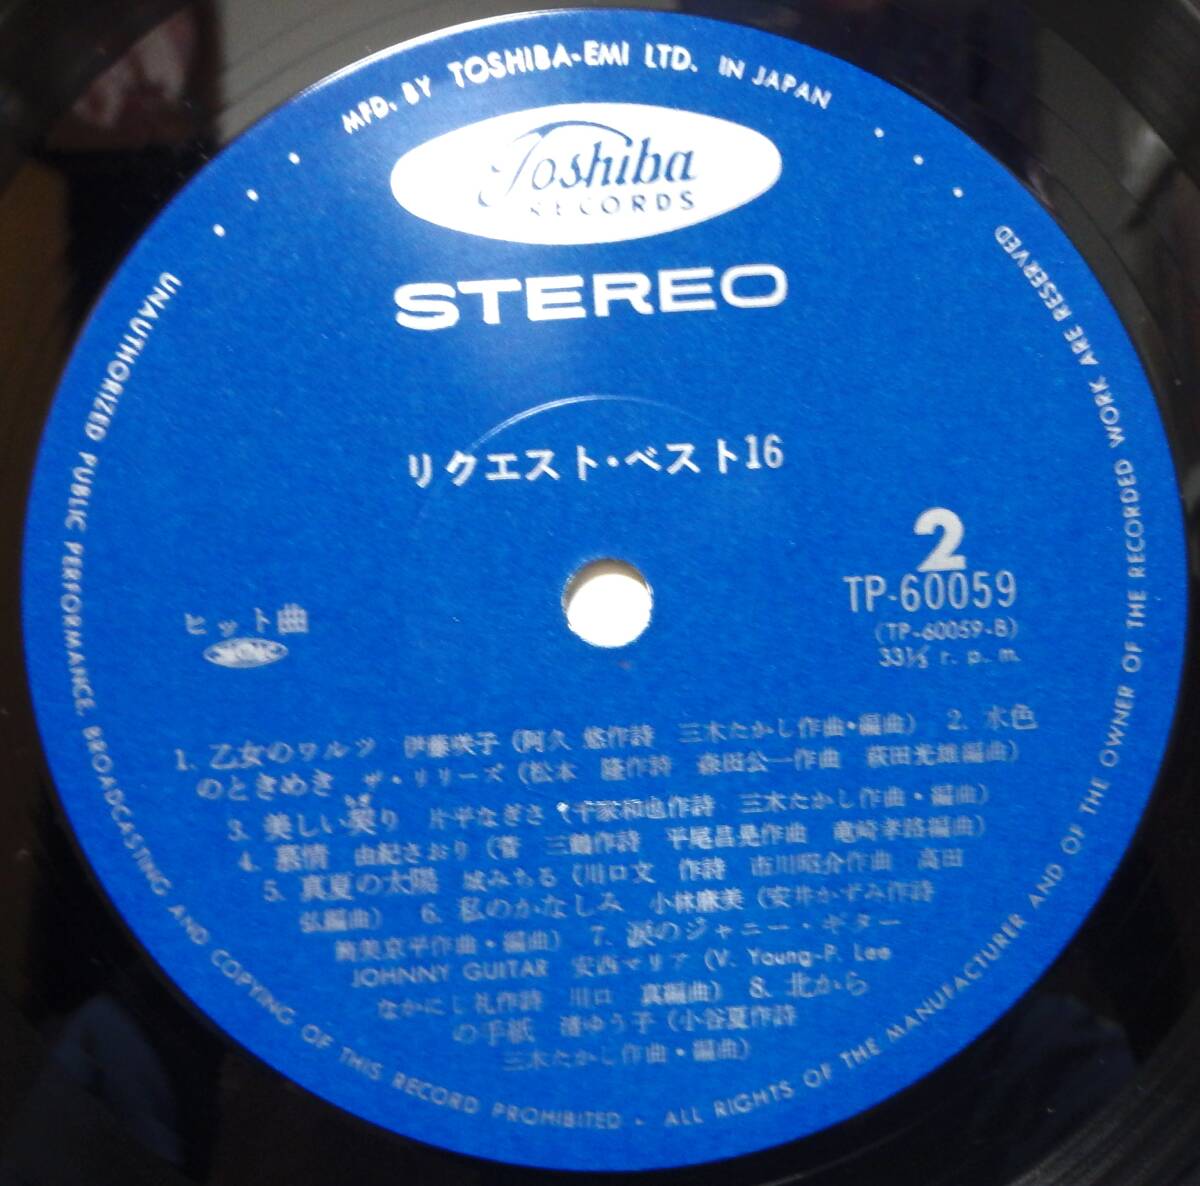 MFD. BY TOSHIBA-EMI LTD. IN JAPAN
Toshiba
RECORDS
STEREO
リクエスト・ベスト16
2
TP-60059
(TP-60059-B)
33⅓ r. p. m.
ヒット曲
1. 乙女のワルツ 伊藤咲子 (阿久 悠作詩 三木たかし作曲・編曲) 2. 水色
のときめき ザ・リリーズ (松本 隆作詩 森田公一作曲 萩田光雄編曲)
3. 美しい契り 片平なぎさ (千家和也作詩 三木たかし作曲・編曲)
4. 慕情 由紀さおり (菅 三鶴作詩 平尾昌晃作曲 竜崎孝路編曲)
5. 真夏の太陽 城みちる (川口文 作詩 市川昭介作曲 高田
弘編曲) 6. 私のかなしみ 小林麻美 (安井かずみ作詩
筒美京平作曲・編曲) 7. 涙のジャニー・ギター
JOHNNY GUITAR 安西マリア (V. Young-P. Lee
なかにし礼作詩 川口 真編曲) 8. 北から
の手紙 渚ゆう子 (小谷夏作詩
三木たかし作曲・編曲)
UNAUTHORIZED PUBLIC PERFORMANCE, BROADCASTING AND COPYING OF THIS RECORD PROHIBITED · ALL RIGHTS OF THE MANUFACTURER AND OF THE OWNER OF THE RECORDED WORK ARE RESERVED